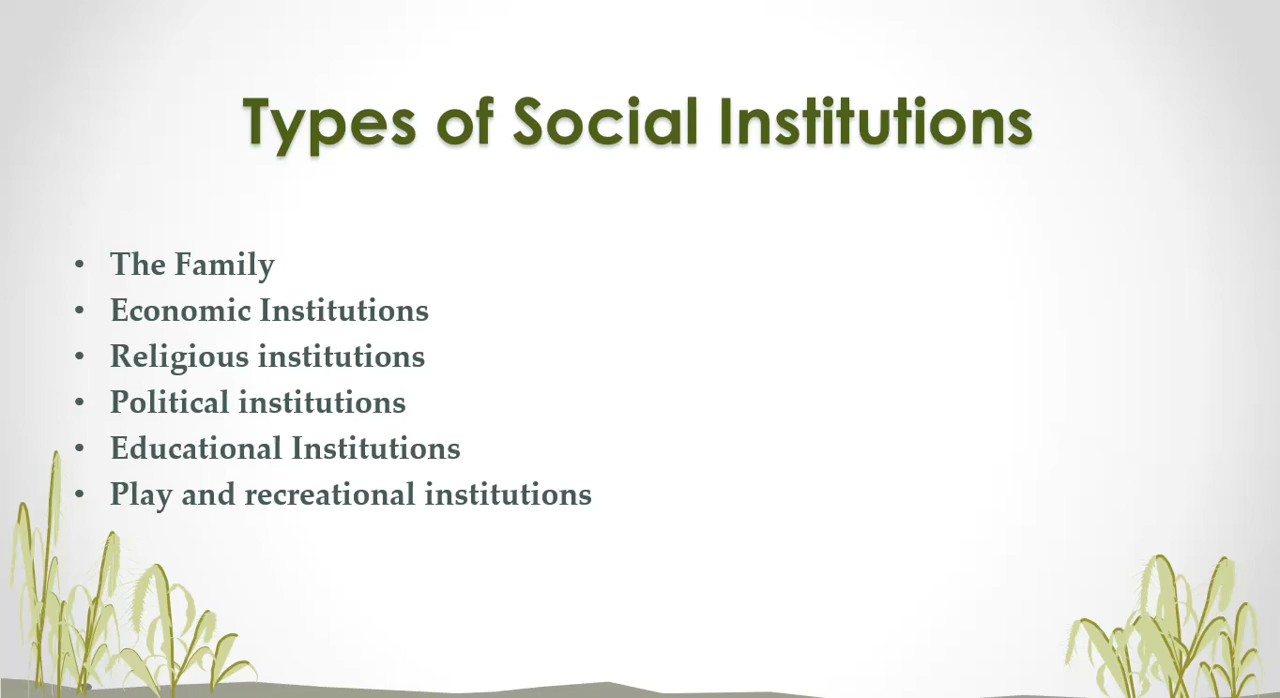 Types of Social Institutions
• The Family
• Economic Institutions
• Religious institutions
• Political institutions
• Educational Institutions
• Play and recreational institutions